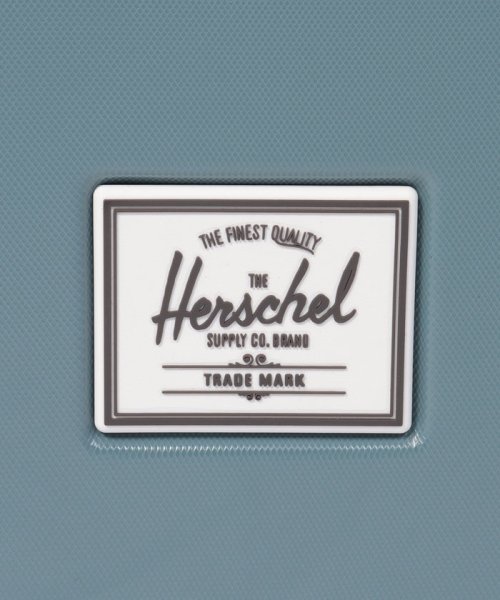 THE FINEST QUALITY
THE
Herschel
SUPPLY CO. BRAND
TRADE MARK